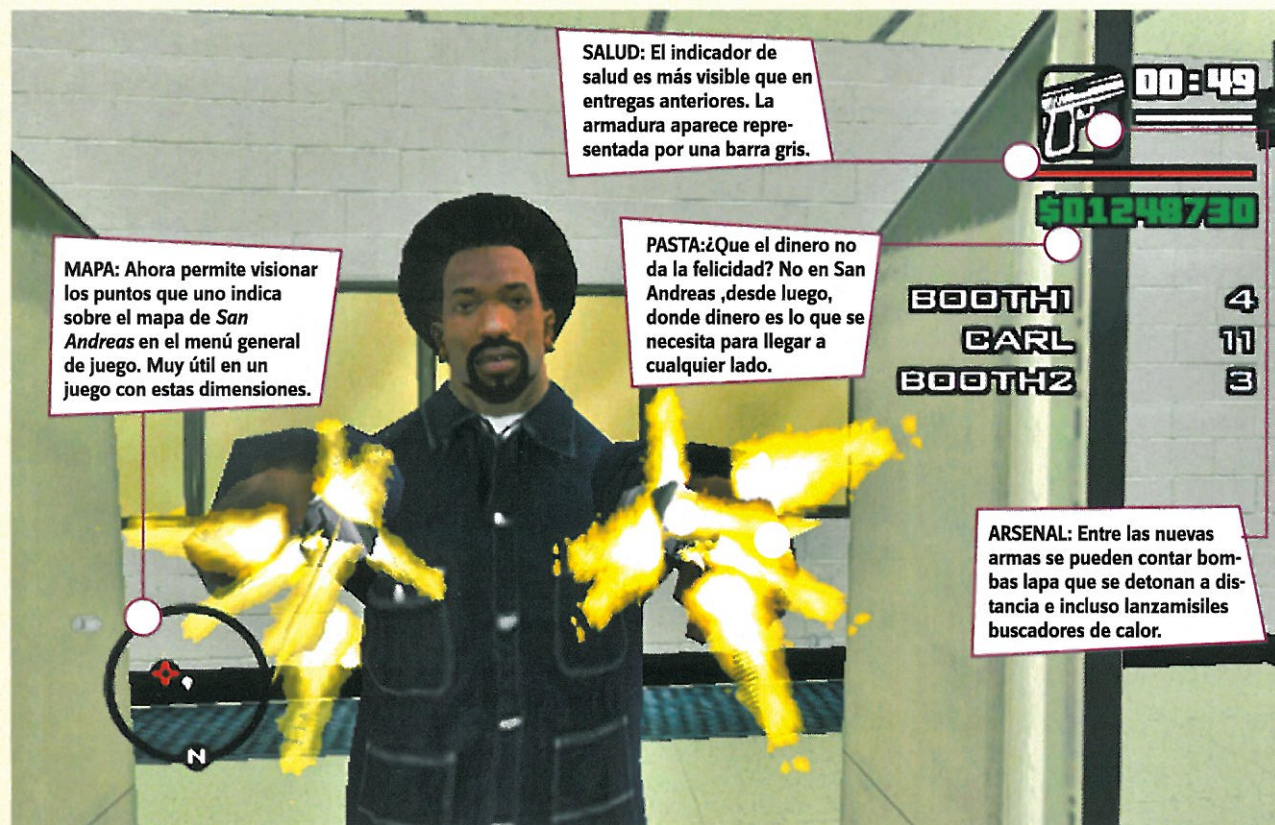 SALUD: El indicador de
salud es más visible que en
entregas anteriores. La
armadura aparece repre-
sentada por una barra gris.
00:49
$01248730
MAPA: Ahora permite visionar
los puntos que uno indica
sobre el mapa de San
Andreas en el menú general
de juego. Muy útil en un
juego con estas dimensiones.
PASTA:¿Que el dinero no
da la felicidad? No en San
Andreas ,desde luego,
donde dinero es lo que se
necesita para llegar a
cualquier lado.
BOOTH1 4
CARL 11
BOOTH2 3
ARSENAL: Entre las nuevas
armas se pueden contar bom-
bas lapa que se detonan a dis-
tancia e incluso lanzamisiles
buscadores de calor.
N